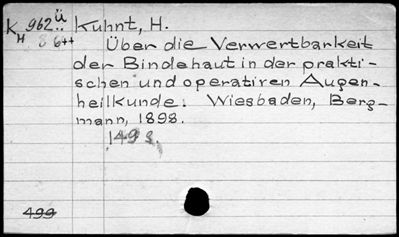 K 962 ü Kuhnt, H.
H 8644 Über die Verwertbarkeit
der Bindehaut in der prakti-
schen und operativen Augen-
heilkunde. Wiesbaden, Berg-
mann, 1898.
499